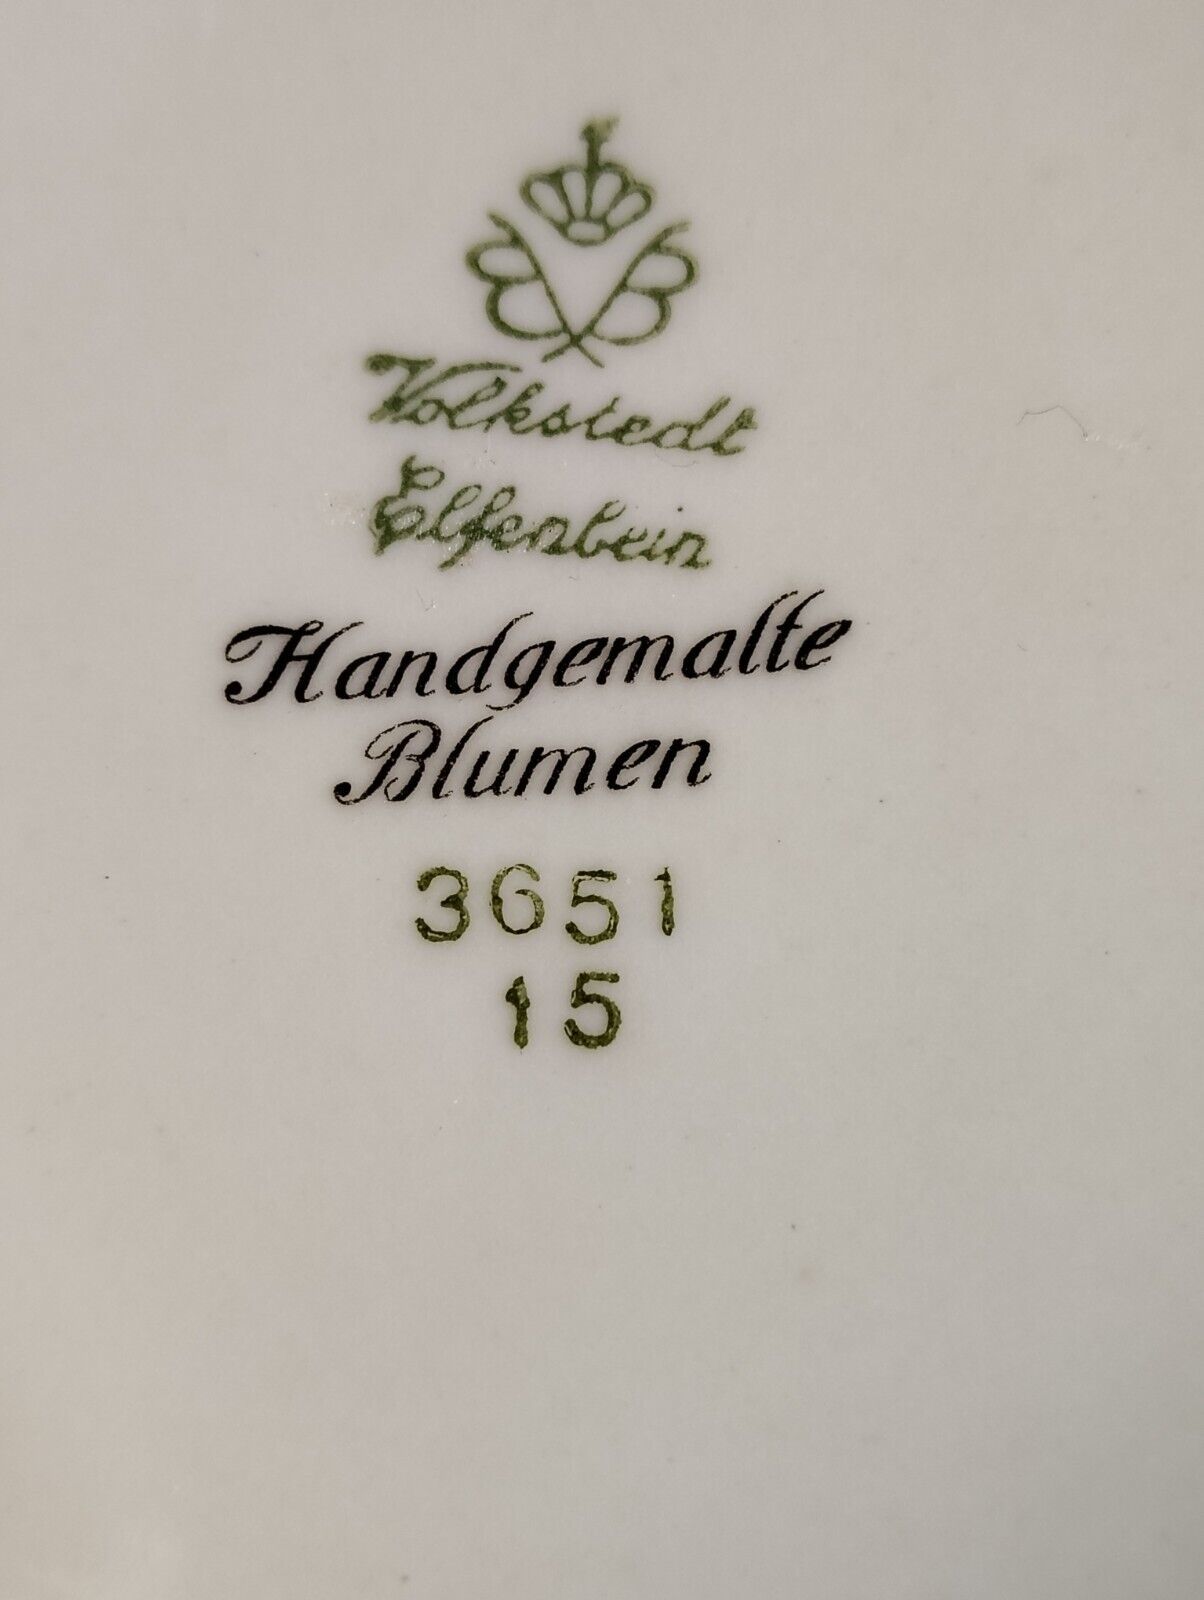 Volkstedt
Elfenbein
Handgemalte
Blumen
3651
15